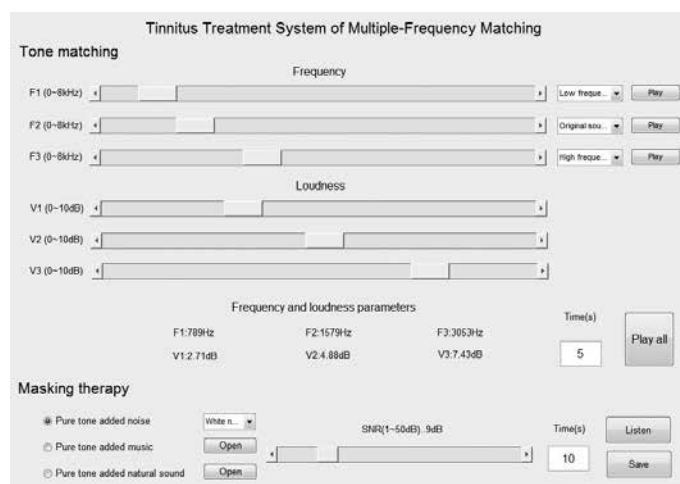 Tinnitus Treatment System of Multiple-Frequency Matching
Tone matching
Frequency
F1 (0~8kHz) Low freque... Play
F2 (0~8kHz) Original sou... Play
F3 (0~8kHz) High freque... Play
Loudness
V1 (0~10dB)
V2 (0~10dB)
V3 (0~10dB)
Frequency and loudness parameters
Time(s)
F1:789Hz F2:1579Hz F3:3053Hz
V1:2.71dB V2:4.88dB V3:7.43dB
5
Play all
Masking therapy
Pure tone added noise White n...
SNR(1~50dB)..9dB
Time(s)
Listen
Pure tone added music Open
10
Save
Pure tone added natural sound Open